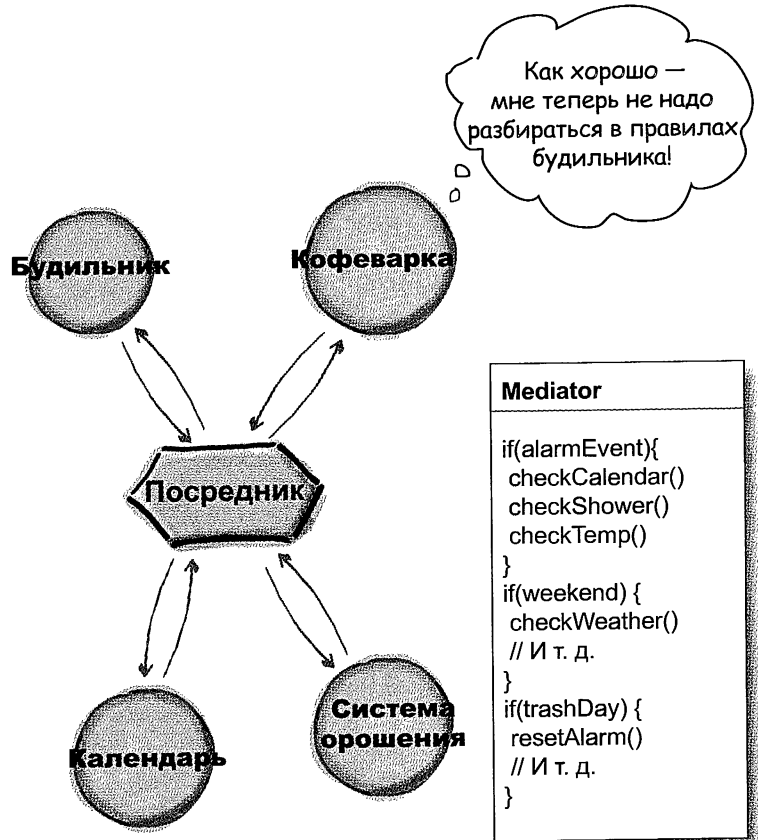 Как хорошо —
мне теперь не надо
разбираться в правилах
будильника!
Будильник
Кофеварка
Посредник
Календарь
Система
орошения
Mediator
if(alarmEvent){
checkCalendar()
checkShower()
checkTemp()
}
if(weekend) {
checkWeather()
// И т. д.
}
if(trashDay) {
resetAlarm()
// И т. д.
}